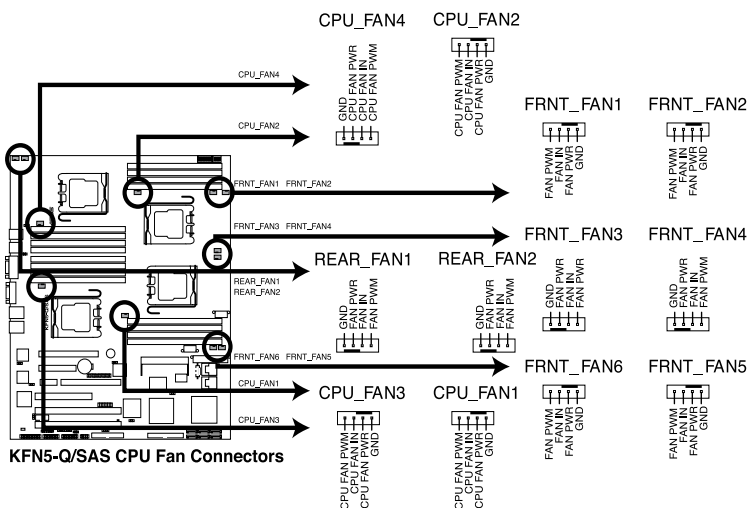 CPU_FAN4
CPU_FAN2
CPU_FAN4
GND
CPU FAN PWR
CPU FAN IN
CPU FAN PWM
CPU FAN PWM
CPU FAN IN
CPU FAN PWR
GND
CPU_FAN2
FRNT_FAN1
FRNT_FAN2
FAN PWM
FAN IN
FAN PWR
GND
FAN PWM
FAN IN
FAN PWR
GND
FRNT_FAN1 FRNT_FAN2
FRNT_FAN3 FRNT_FAN4
FRNT_FAN3
FRNT_FAN4
GND
FAN PWR
FAN IN
FAN PWM
GND
FAN PWR
FAN IN
FAN PWM
REAR_FAN1
REAR_FAN2
REAR_FAN1
REAR_FAN2
GND
FAN PWR
FAN IN
FAN PWM
GND
FAN PWR
FAN IN
FAN PWM
FRNT_FAN6 FRNT_FAN5
FRNT_FAN6
FRNT_FAN5
FAN PWM
FAN IN
FAN PWR
GND
FAN PWM
FAN IN
FAN PWR
GND
CPU_FAN1
CPU_FAN3
CPU_FAN3
CPU_FAN1
CPU FAN PWM
CPU FAN IN
CPU FAN PWR
GND
CPU FAN PWM
CPU FAN IN
CPU FAN PWR
GND
KFN5-Q/SAS CPU Fan Connectors